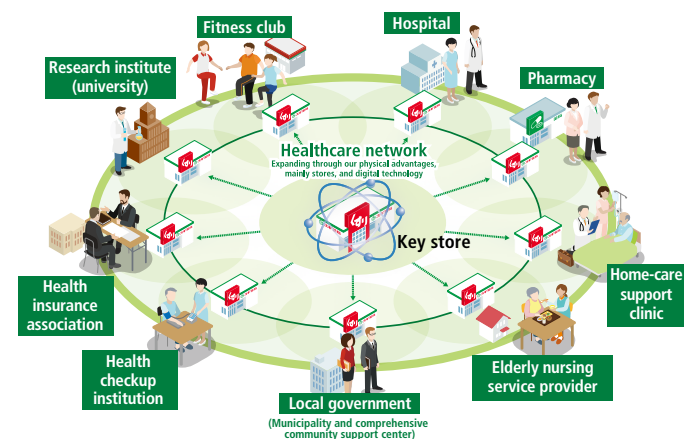 Fitness club
Hospital
Research institute
(university)
Pharmacy
Healthcare network
Expanding through our physical advantages,
mainly stores, and digital technology
Key store
Health
insurance
association
Home-care
support
clinic
Health
checkup
institution
Elderly nursing
service provider
Local government
(Municipality and comprehensive
community support center)